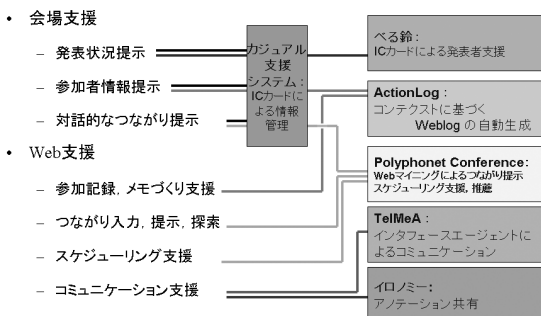 • 会場支援
– 発表状況提示
– 参加者情報提示
– 対話的なつながり提示
• Web支援
– 参加記録,メモづくり支援
– つながり入力,提示,探索
– スケジューリング支援
– コミュニケーション支援
カジュアル
支援
システム:
ICカードに
よる情報
管理
べる鈴:
ICカードによる発表者支援
ActionLog:
コンテクストに基づく
Weblog の自動生成
Polyphonet Conference:
Webマイニングによるつながり提示
スケジューリング支援,推薦
TelMeA:
インタフェースエージェントに
よるコミュニケーション
イロノミー:
アノテーション共有